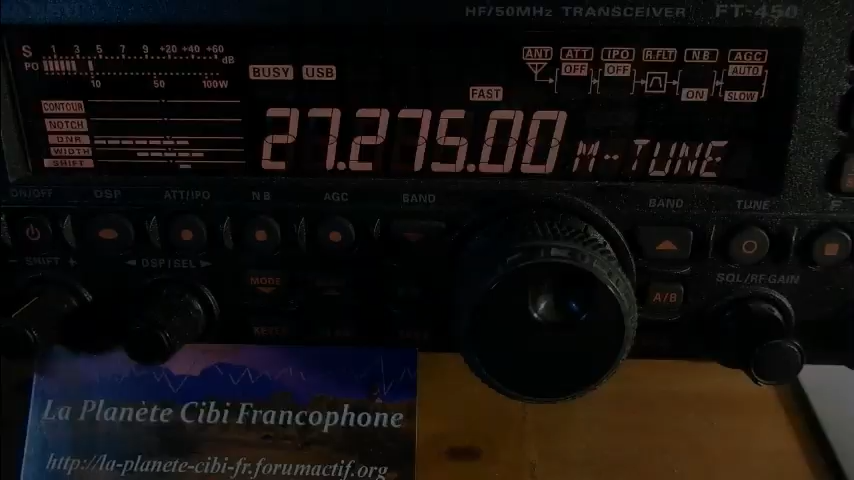 HF/50MHz TRANSCEIVER FT-450
S 1 3 5 7 9 +20 +40 +60 dB
PO 10 50 100W
BUSY USB
ANT ATT IPO R.FLT NB AGC
OFF OFF AUTO
FAST ON SLOW
CONTOUR
NOTCH
DNR
WIDTH
SHIFT
27.275.00 M-TUNE
ON/OFF DSP ATT/IPO NB AGC BAND BAND TUNE
SHIFT + DSP/SEL
MODE
A/B
SQL/RF GAIN
La Planète Cibi Francophone
http://la-planete-cibi-fr.forumactif.org